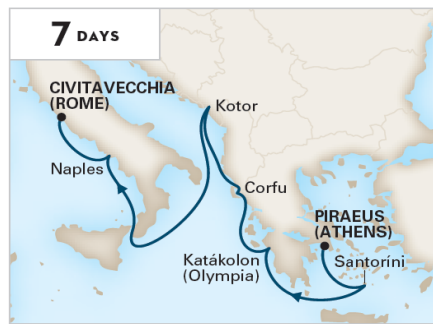 7 DAYS
CIVITAVECCHIA
(ROME)
Kotor
Naples
Corfu
PIRAEUS
(ATHENS)
Katákolon
(Olympia)
Santoríni